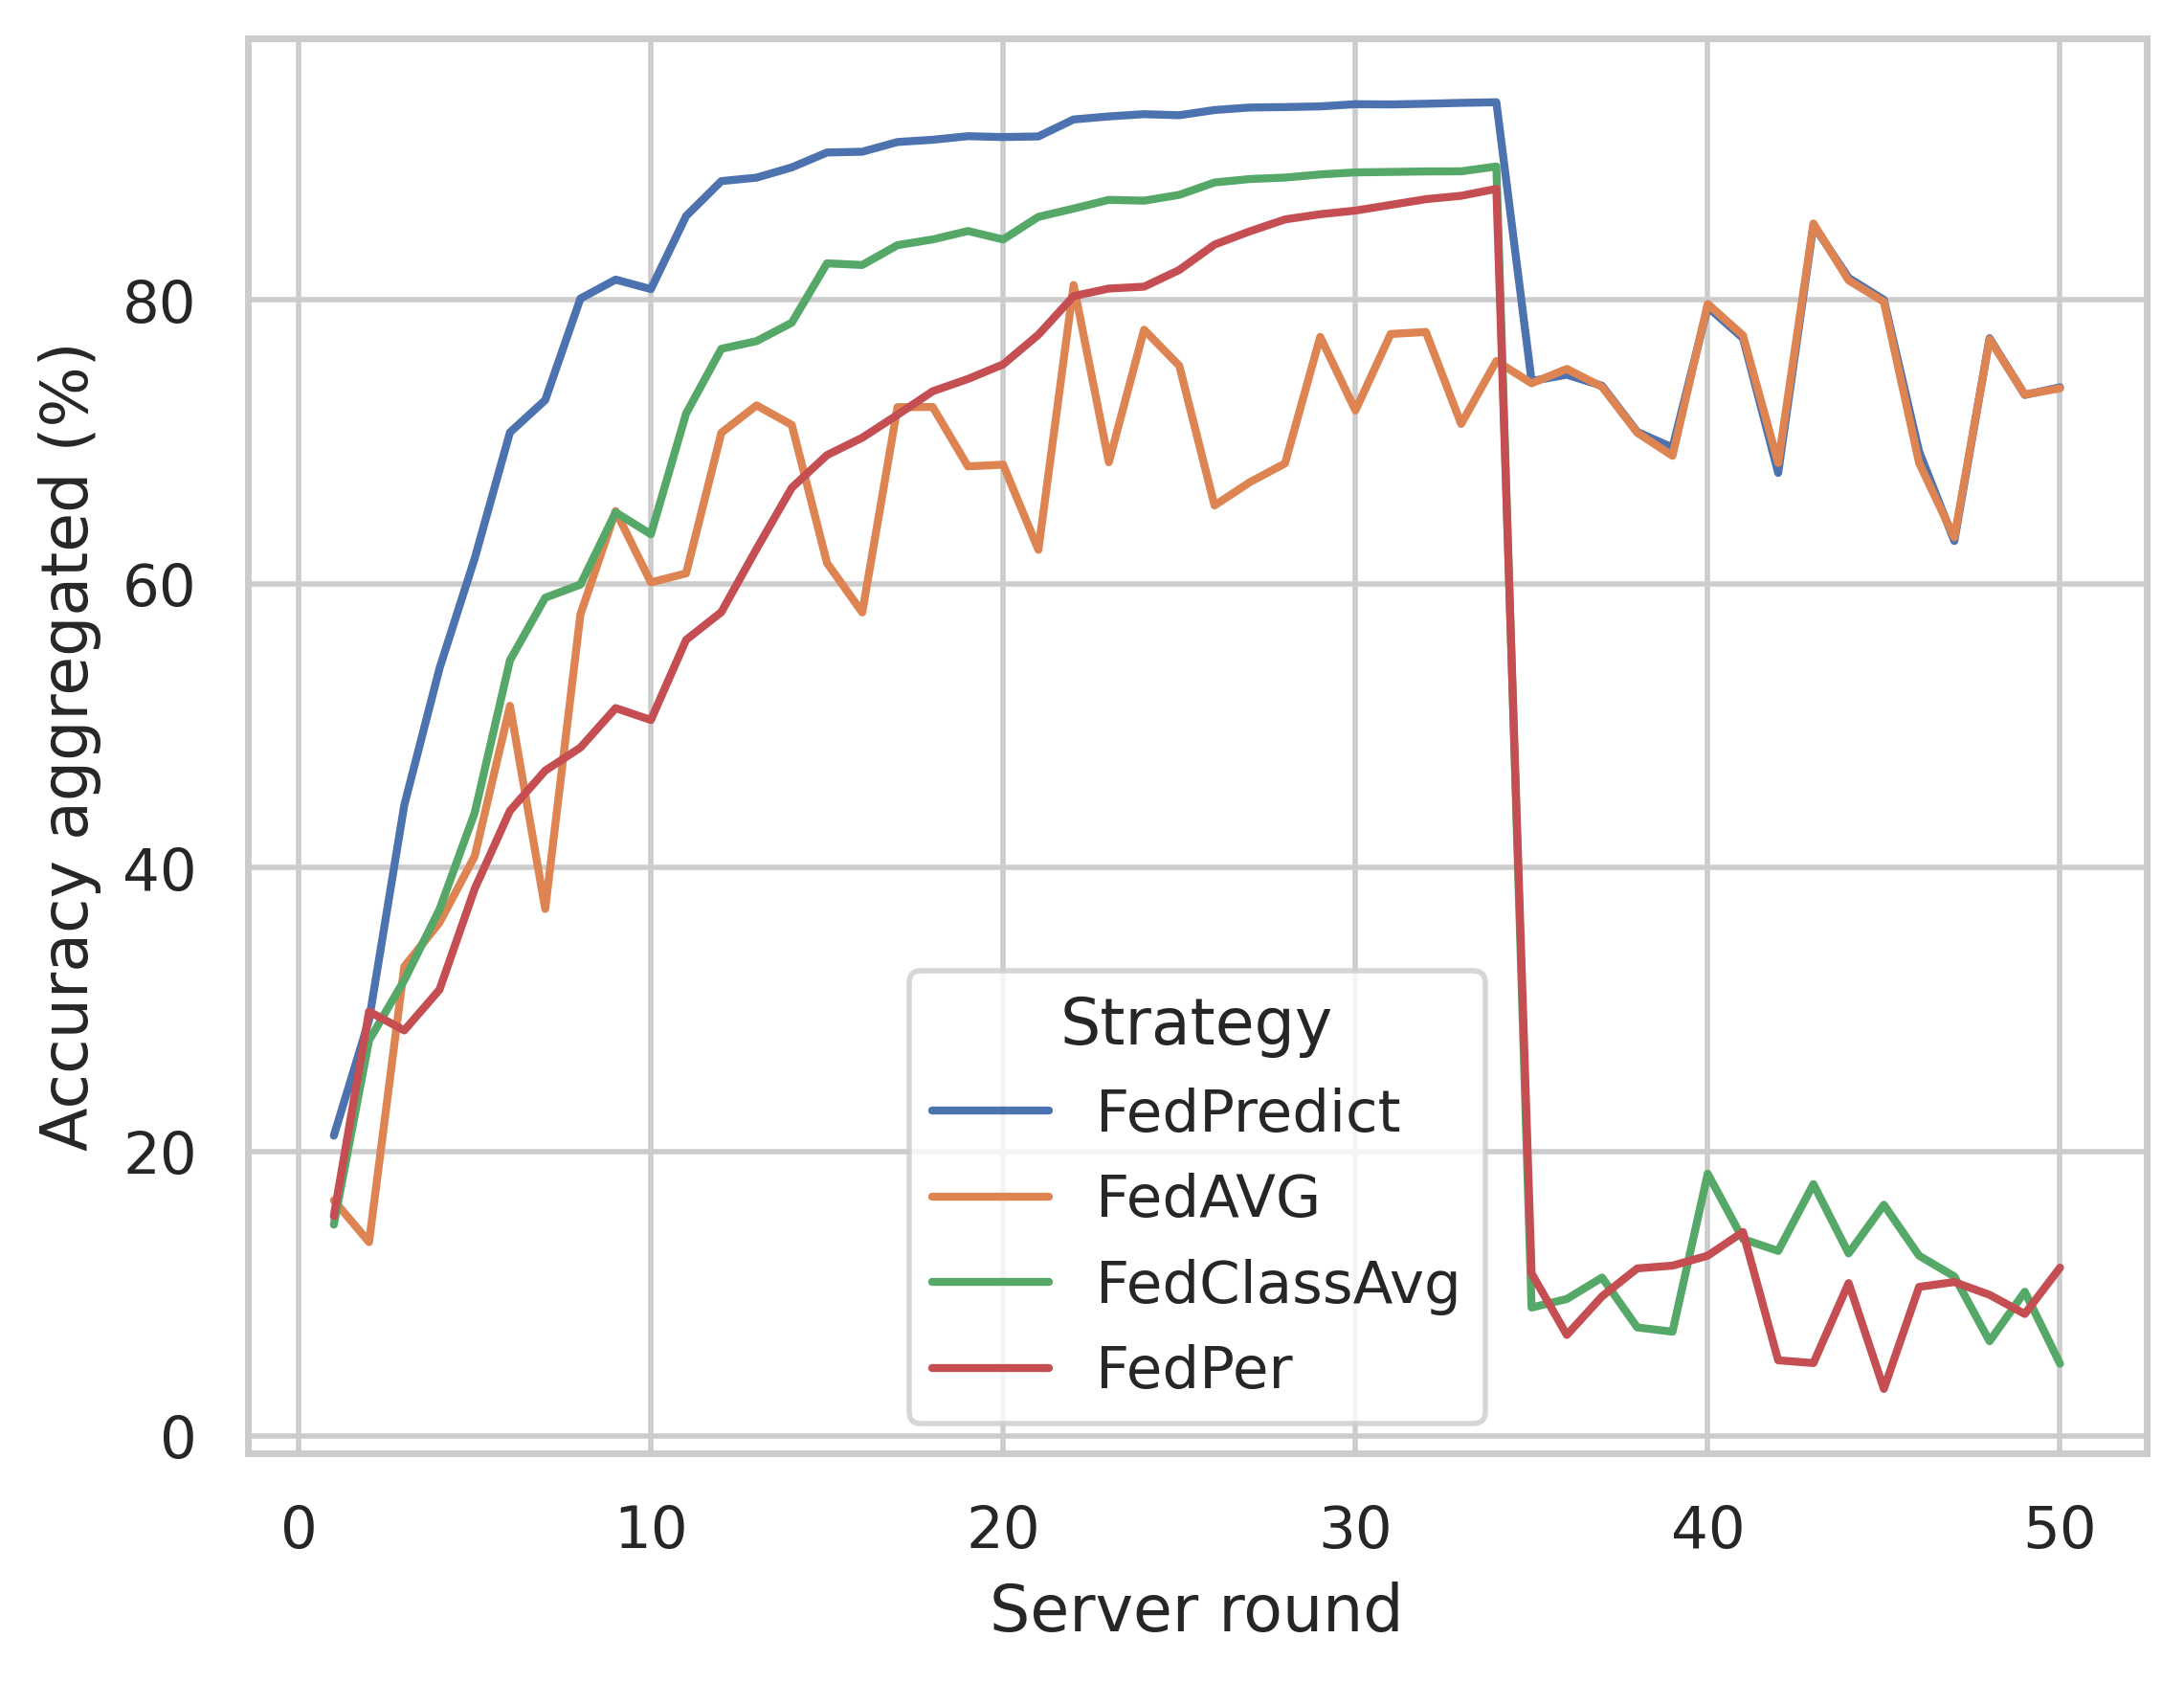 Accuracy aggregated (%)
80
60
40
20
0
Strategy
FedPredict
FedAVG
FedClassAvg
FedPer
0 10 20 30 40 50
Server round